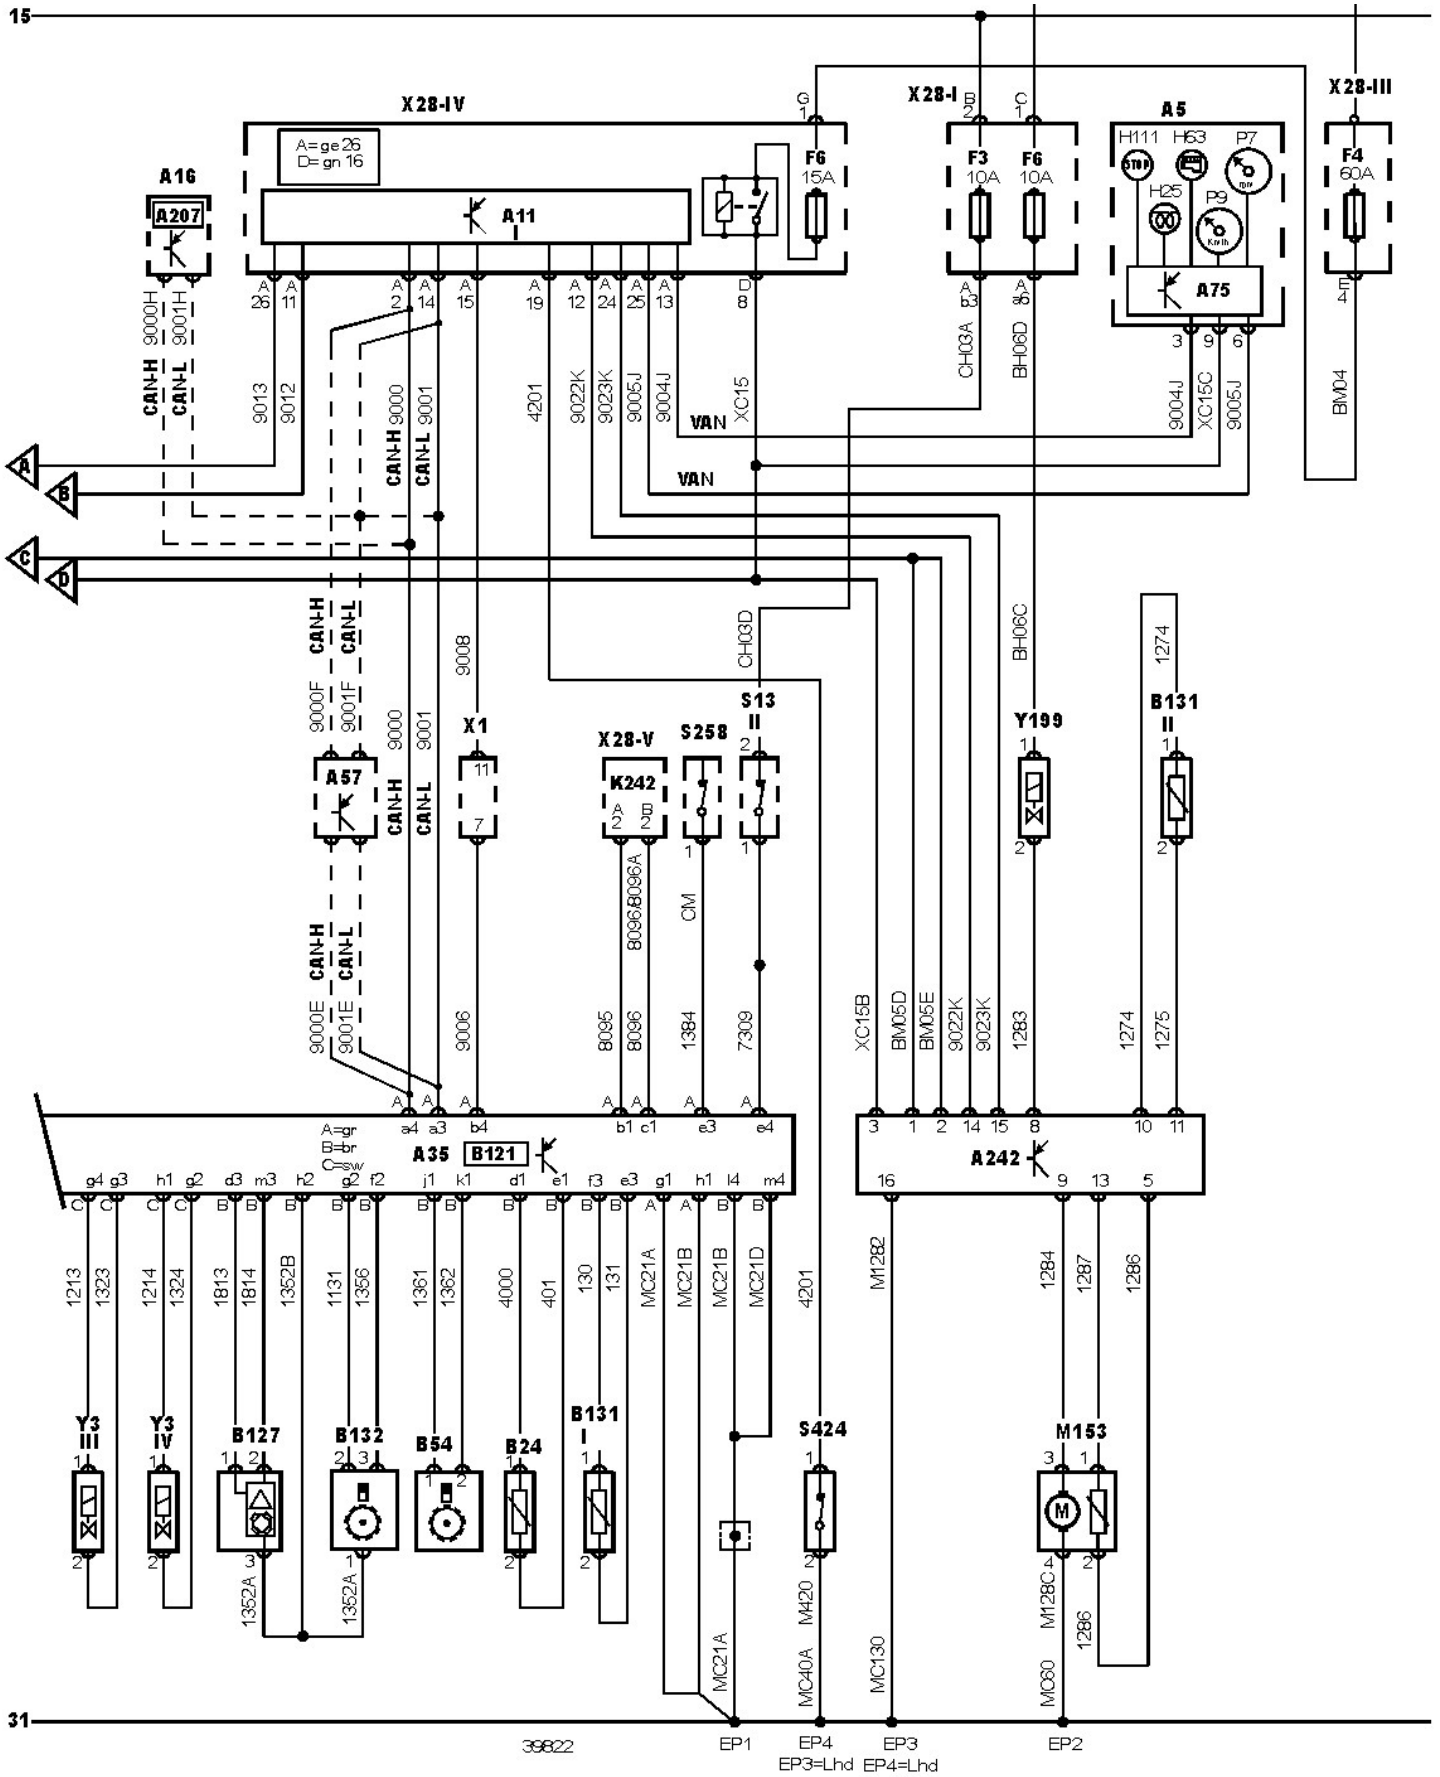 15
X28-IV
A=ge 26
D= gn 16
A11
I
G
1
F6
15A
X28-I
B
2
C
1
F3
10A
F6
10A
A5
H111
STOP
H63
P7
H25
P9
Km/h
A75
X28-III
F4
60A
A16
A207
A
26
A
11
A
2
A
14
A
15
A
19
A
12
A
24
A
25
A
13
D
8
A
b3
A
a6
3
9
6
E
4
9000H
9001H
CAN-H
CAN-L
9013
9012
9000
9001
CAN-H
CAN-L
4201
9022K
9023K
9005J
9004J
XC15
CH03A
BH06D
9004J
XC15C
9005J
BM04
VAN
VAN
A
B
C
D
CAN-H
CAN-L
9000F
9001F
9000
9001
CAN-H
CAN-L
9008
CH03D
BH06C
1274
X1
11
7
X28-V
K242
A
2
B
2
S258
1
S13
II
2
1
Y199
1
2
B131
II
1
2
A57
CAN-H
CAN-L
9000E
9001E
9006
8096A
8096A
8095
8096
CM
1384
7309
XC15B
BM05D
BM05E
9022K
9023K
1283
1274
1275
A
a4
A
a3
A
b4
A
b1
A
c1
A
e3
A
e4
A=gr
B=br
C=sw
A35
B121
3
1
2
14
15
8
10
11
A242
16
9
13
5
g4
g3
h1
g2
d3
m3
h2
g2
f2
j1
k1
d1
e1
f3
e3
g1
h1
l4
m4
C
C
C
C
B
B
B
B
B
B
B
B
B
B
B
A
A
B
B
1213
1323
1214
1324
1813
1814
1352B
1131
1356
1361
1362
4000
401
130
131
MC21A
MC21B
MC21B
MC21D
4201
M1282
1284
1287
1286
Y3
III
1
2
Y3
IV
1
2
B127
1
2
3
B132
2
3
1
B54
1
2
B24
1
2
B131
I
1
2
S424
1
2
M153
3
1
M
4
2
1352A
1352A
MC21A
M420
MC40A
MC130
M128C
MC60
1286
31
39822
EP1
EP4
EP3=Lhd
EP3
EP4=Lhd
EP2